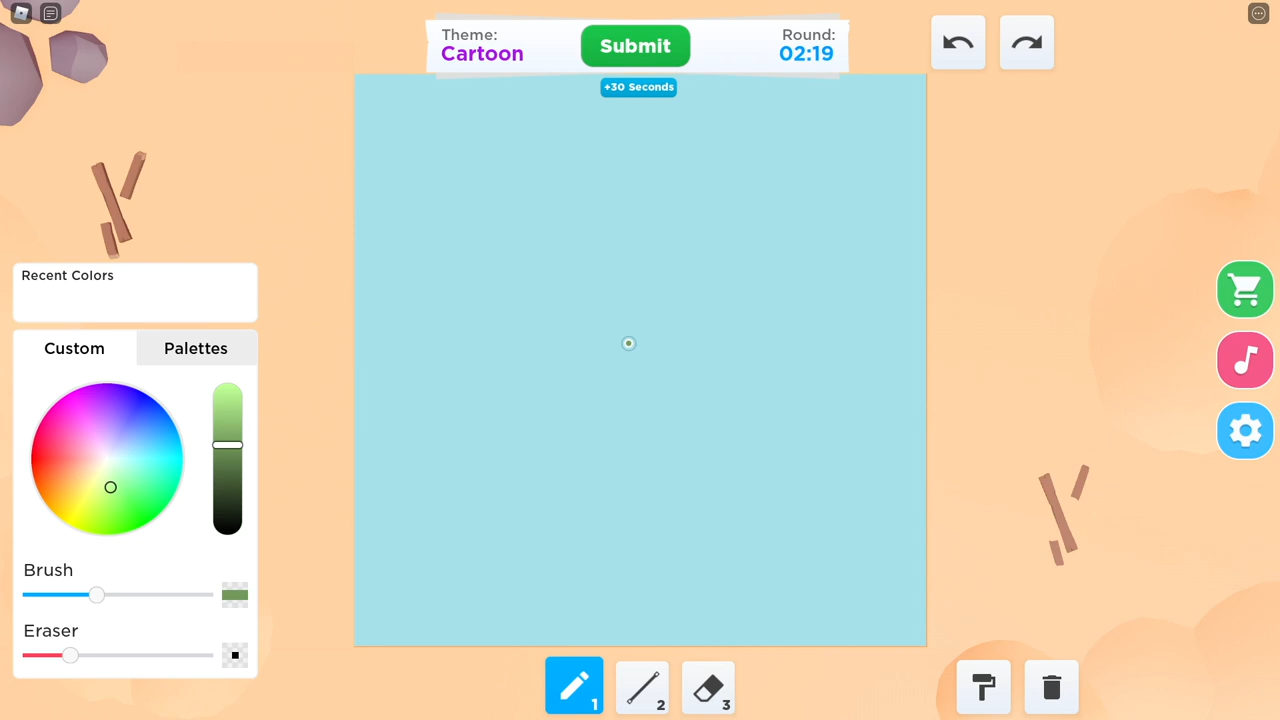 Theme:
Cartoon
Submit
Round:
02:19
+30 Seconds
Recent Colors
Custom
Palettes
Brush
Eraser
1
2
3